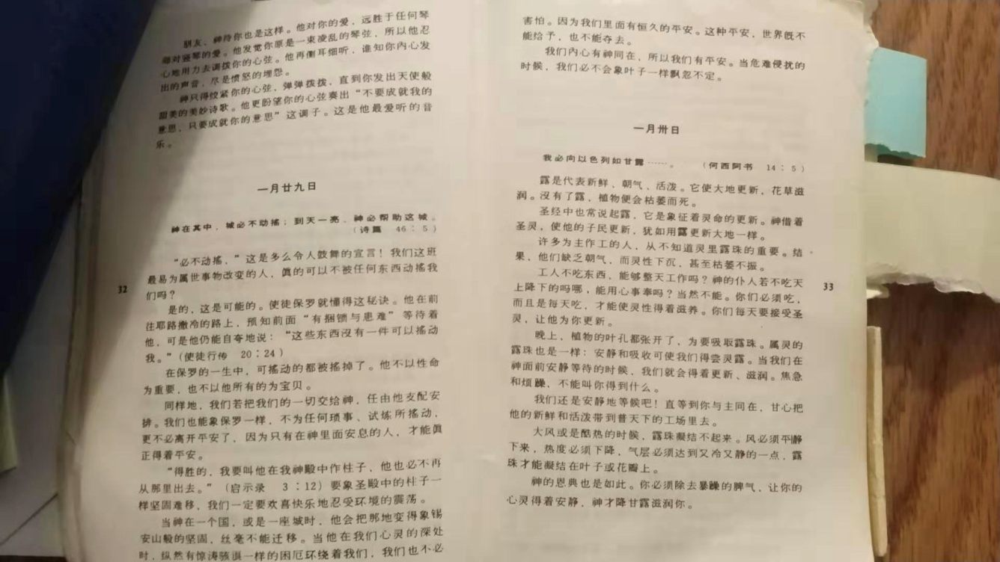 朋友，神待你也是这样。他对你的爱，远胜于任何琴
师对竖琴的爱。他发觉你原是一束凌乱的琴弦，所以他忍
心地用力去调拨你的心弦。他再侧耳细听，谁知你内心发
出的声音，尽是愤怒的埋怨。
神只得绞紧你的心弦，弹弹拨拨，直到你发出天使般
甜美的美妙诗歌。他更盼望你的心弦奏出“不要成就我的
意思，只要成就你的意思”这调子。这是他最爱听的音
乐。
一月廿九日
神在其中，城必不动搖；到天一亮，神必帮助这城。
（诗篇 46：5）
“必不动搖，”这是多么令人鼓舞的宣言！我们这班
最易为属世事物改变的人，眞的可以不被任何东西动搖我
们吗？
是的，这是可能的。使徒保罗就懂得这秘诀。他在前
往耶路撒冷的路上，预知前面“有捆锁与患难”等待着
他，可是他仍能自夸地说：“这些东西沒有一件可以搖动
我。”（使徒行传 20：24）
在保罗的一生中，可搖动的都被搖掉了。他不以性命
为重要，也不以他所有的为宝贝。
同样地，我们若把我们的一切交给神，任由他支配安
排。我们也能象保罗一样，不为任何琐事、试炼所搖动，
更不必离开平安了，因为只有在神里面安息的人，才能眞
正得着平安。
“得胜的，我要叫他在我神殿中作柱子，他也必不再
从那里出去。”（启示录 3：12）要象圣殿中的柱子一
样坚固难移，我们一定要欢喜快乐地忍受环境的震荡。
当神在一个国，或是一座城时，他会把那地变得象锡
安山般的坚固，丝毫不能迁移。当他在我们心灵的深处
时，纵然有惊涛骇浪一样的困厄环绕着我们，我们也不必
32
害怕。因为我们里面有恒久的平安。这种平安，世界旣不
能给予，也不能夺去。
我们内心有神同在，所以我们有平安。当危难侵扰的
时候，我们必不会象叶子一样飘忽不定。
一月卅日
我必向以色列如甘露……。 （何西阿书 14：5）
露是代表新鲜、朝气、活泼。它使大地更新，花草滋
润。沒有了露，植物便会枯萎而死。
圣经中也常说起露，它是象征着灵命的更新。神借着
圣灵，使他的子民更新，犹如用露更新大地一样。
许多为主作工的人，从不知道灵里露珠的重要。结
果，他们缺乏朝气，而灵性下沉，甚至枯萎不振。
工人不吃东西，能够整天工作吗？神的仆人若不吃天
上降下的吗哪，能用心事奉吗？当然不能。你们必须吃，
而且是每天吃，才能使灵性得着滋养。你们每天要接受圣
灵，让他为你更新。
晚上，植物的叶孔都张开了，为要吸取露珠。属灵的
露珠也是一样：安静和吸收可使我们得尝灵露。当我们在
神面前安静等待的时候，我们就会得着更新、滋润。焦急
和烦躁，不能叫你得到什么。
我们还是安静地等候吧！直等到你与主同在，甘心把
他的新鲜和活泼带到普天下的工场里去。
大风或是酷热的时候，露珠凝结不起来。风必须平静
下来，热度必须下降，气层必须达到又冷又静的一点，露
珠才能凝结在叶子或花瓣上。
神的恩典也是如此。你必须除去暴躁的脾气，让你的
心灵得着安静，神才降甘露滋润你。
33